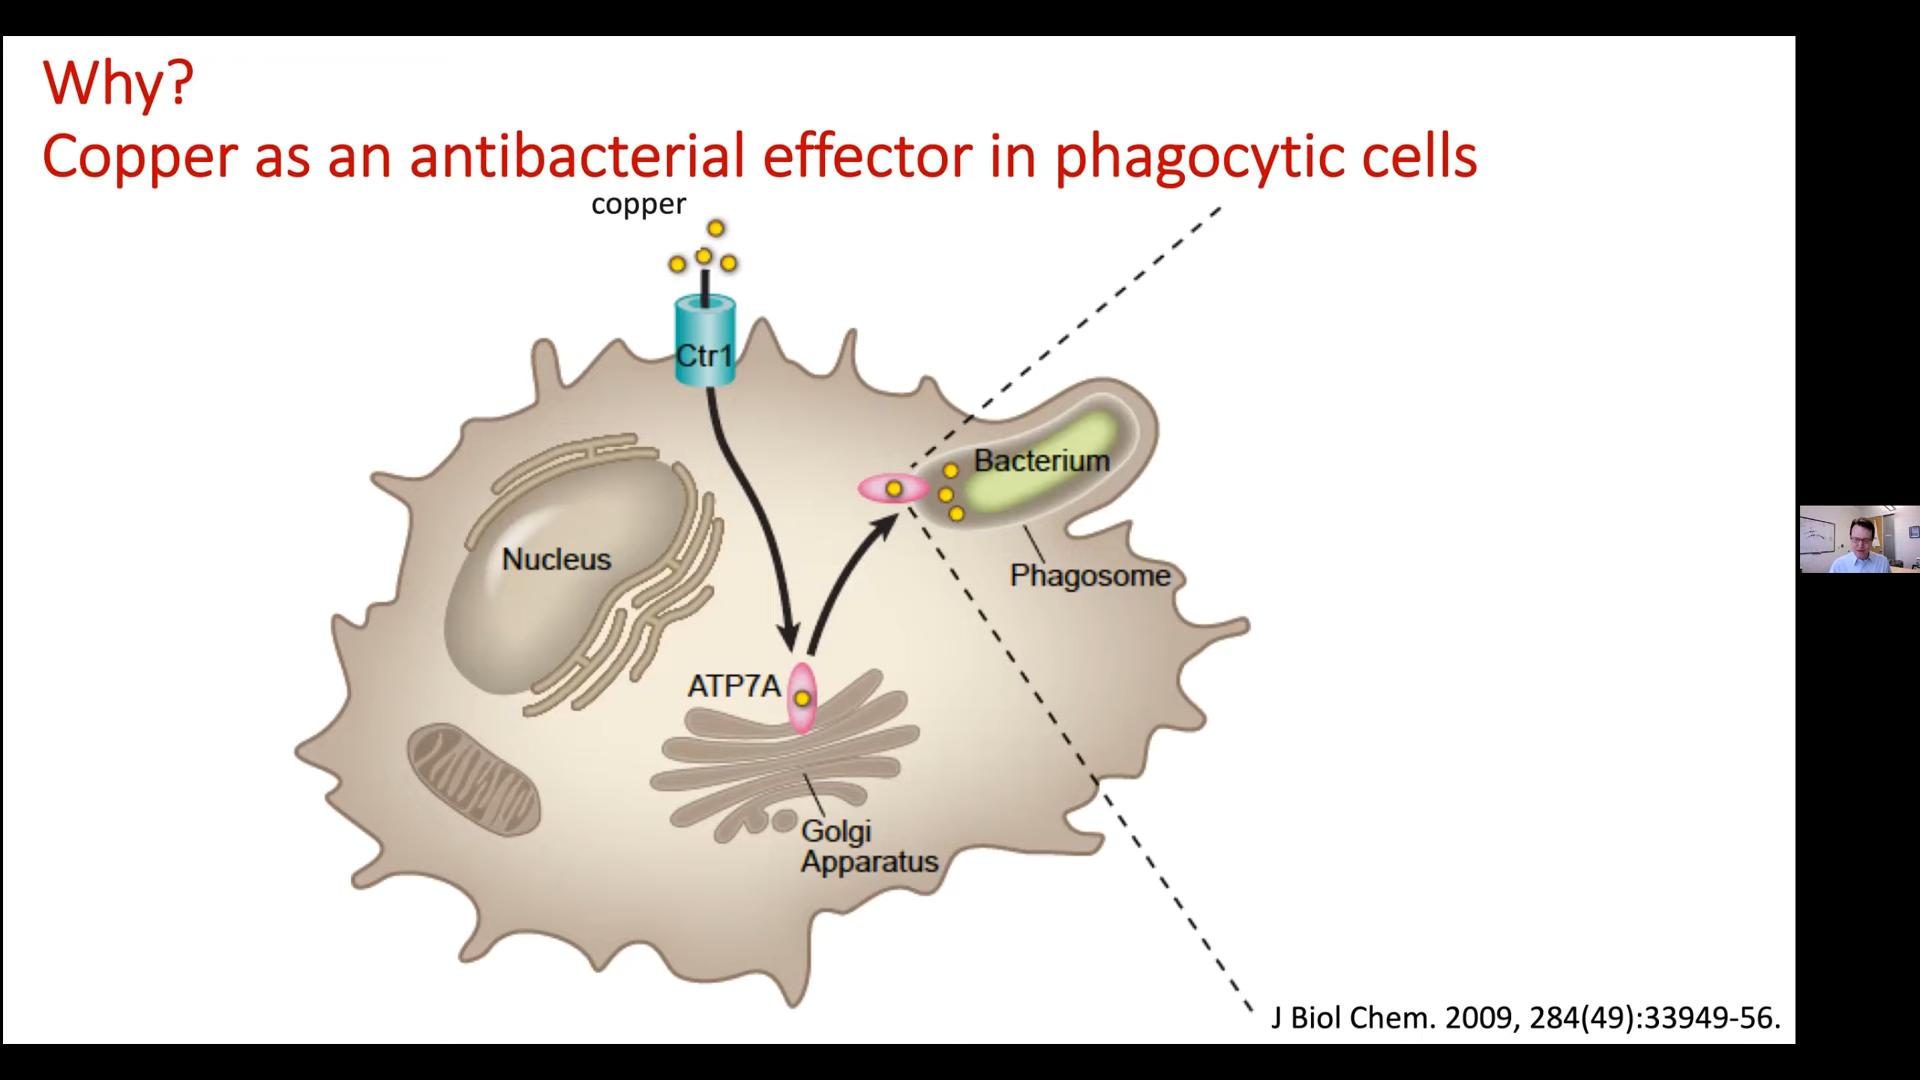 Why?
Copper as an antibacterial effector in phagocytic cells
copper
Ctr1
Bacterium
Nucleus
Phagosome
ATP7A
Golgi
Apparatus
J Biol Chem. 2009, 284(49):33949-56.